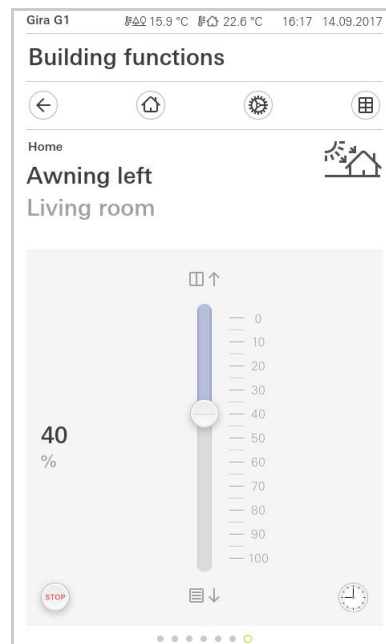 Gira G1 15.9 °C 22.6 °C 16:17 14.09.2017
Building functions
Home
Awning left
Living room
0
10
20
30
40
50
60
70
80
90
100
40
%
STOP